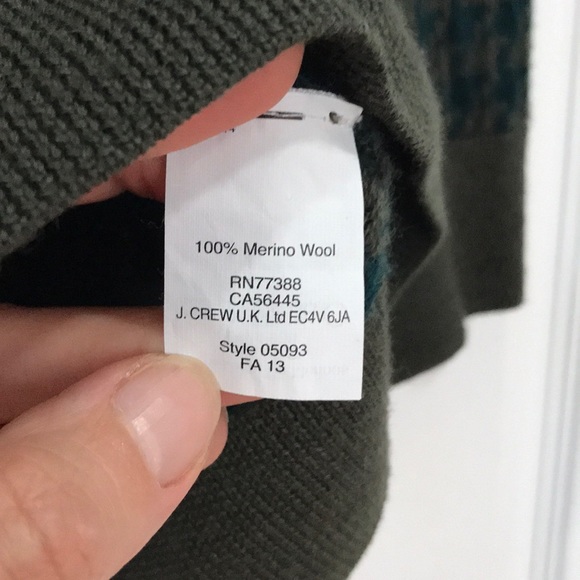 100% Merino Wool
RN77388
CA56445
J. CREW U.K. Ltd EC4V 6JA
Style 05093
FA 13